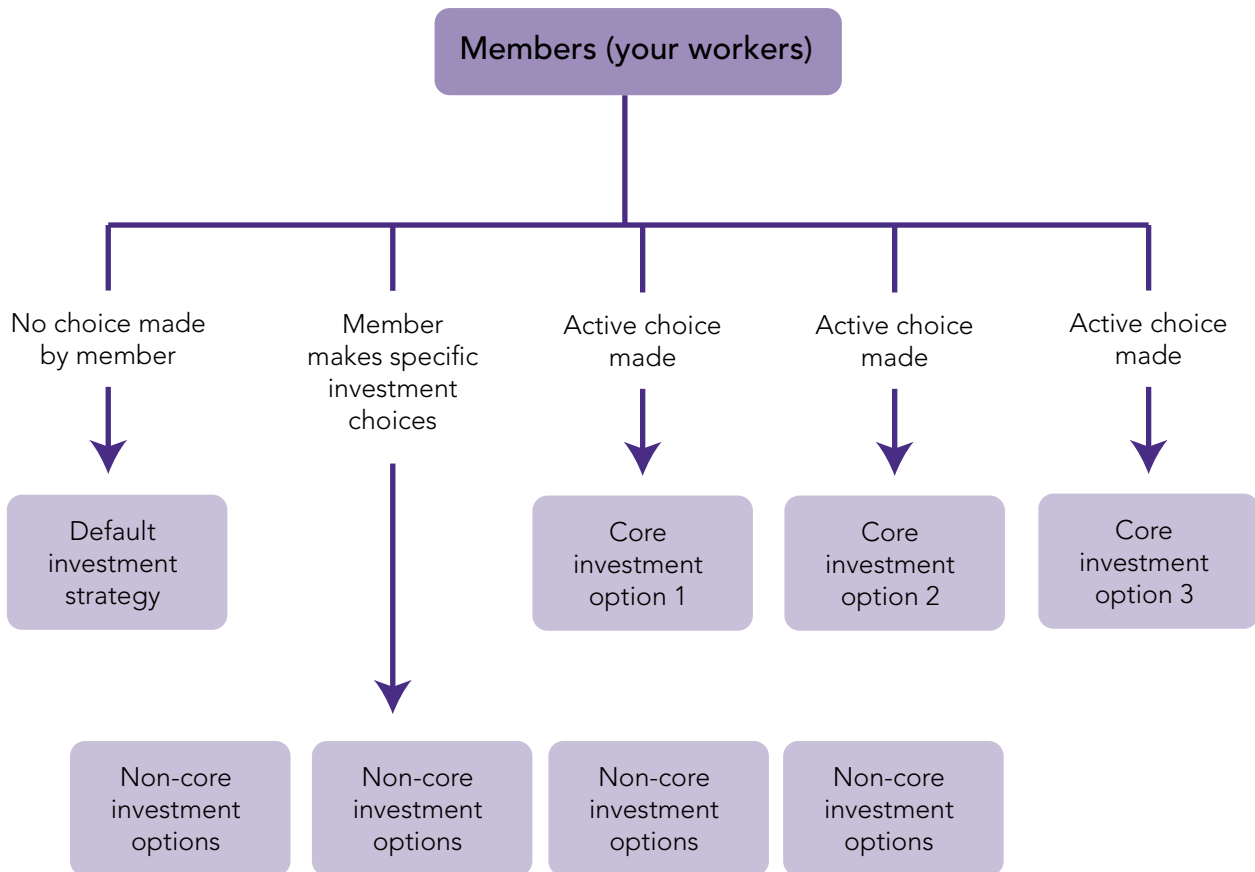 Members (your workers)
No choice made
by member
Member
makes specific
investment
choices
Active choice
made
Active choice
made
Active choice
made
Default
investment
strategy
Core
investment
option 1
Core
investment
option 2
Core
investment
option 3
Non-core
investment
options
Non-core
investment
options
Non-core
investment
options
Non-core
investment
options